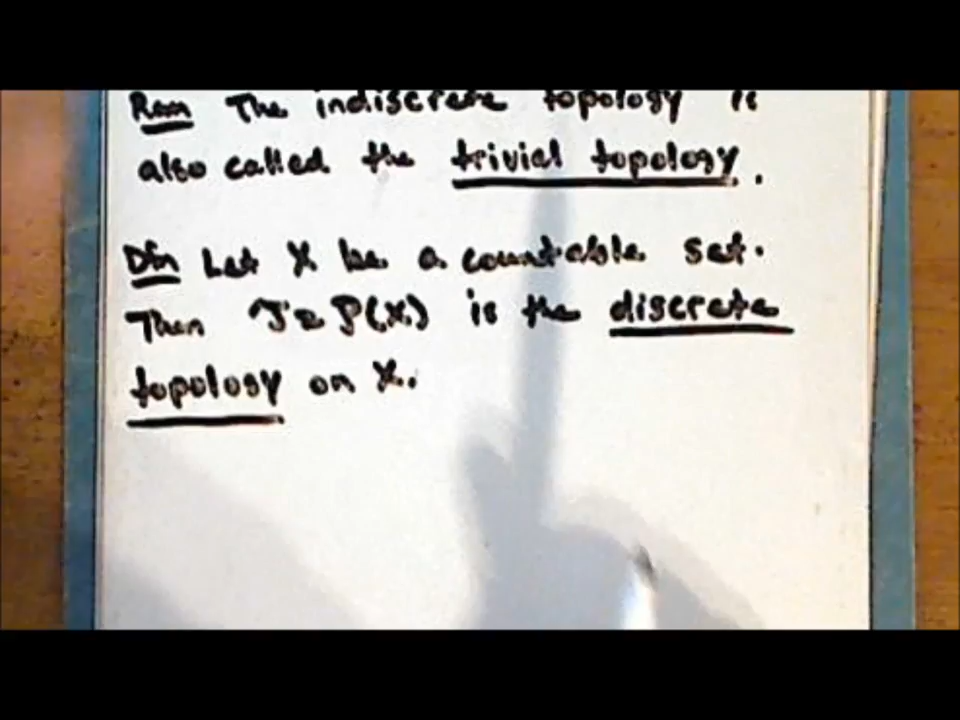 Rem The indiscrete topology is
also called the trivial topology.
Dfn Let X be a countable set.
Then 𝒯 = 𝒫(X) is the discrete
topology on X.